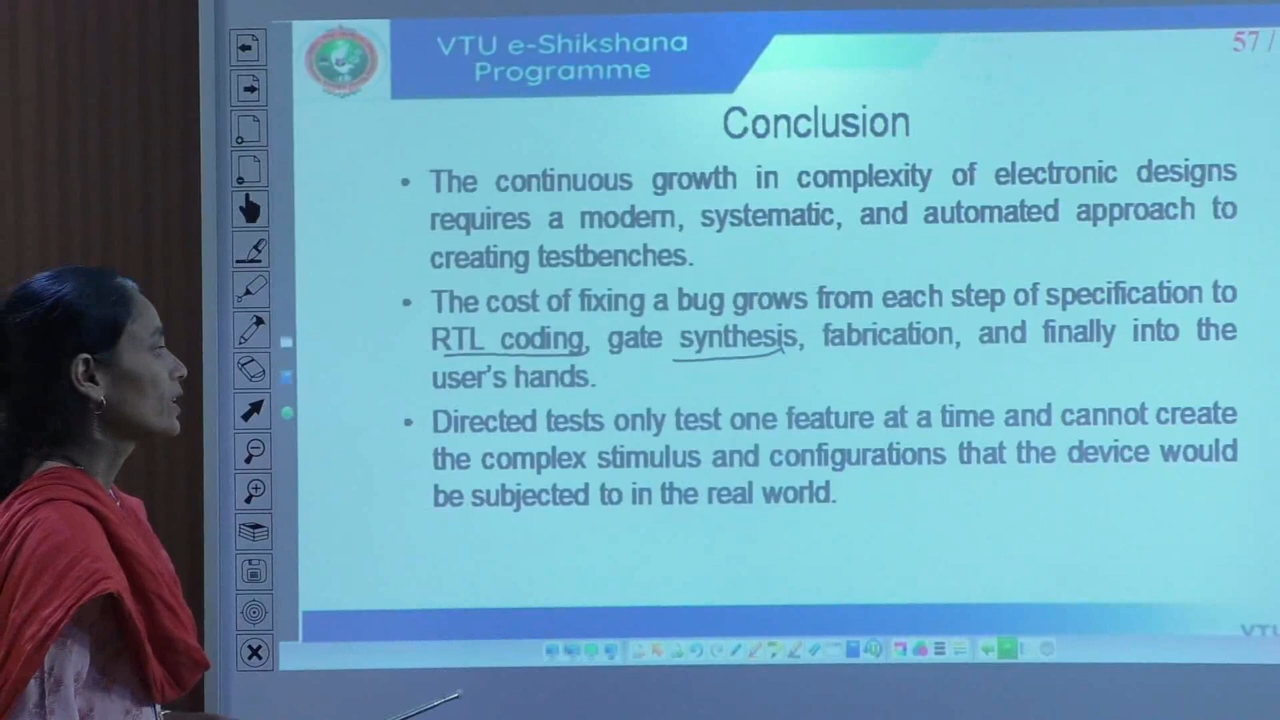 VTU e-Shikshana
Programme
57 /
Conclusion
• The continuous growth in complexity of electronic designs
requires a modern, systematic, and automated approach to
creating testbenches.
• The cost of fixing a bug grows from each step of specification to
RTL coding, gate synthesis, fabrication, and finally into the
user's hands.
• Directed tests only test one feature at a time and cannot create
the complex stimulus and configurations that the device would
be subjected to in the real world.
VTU